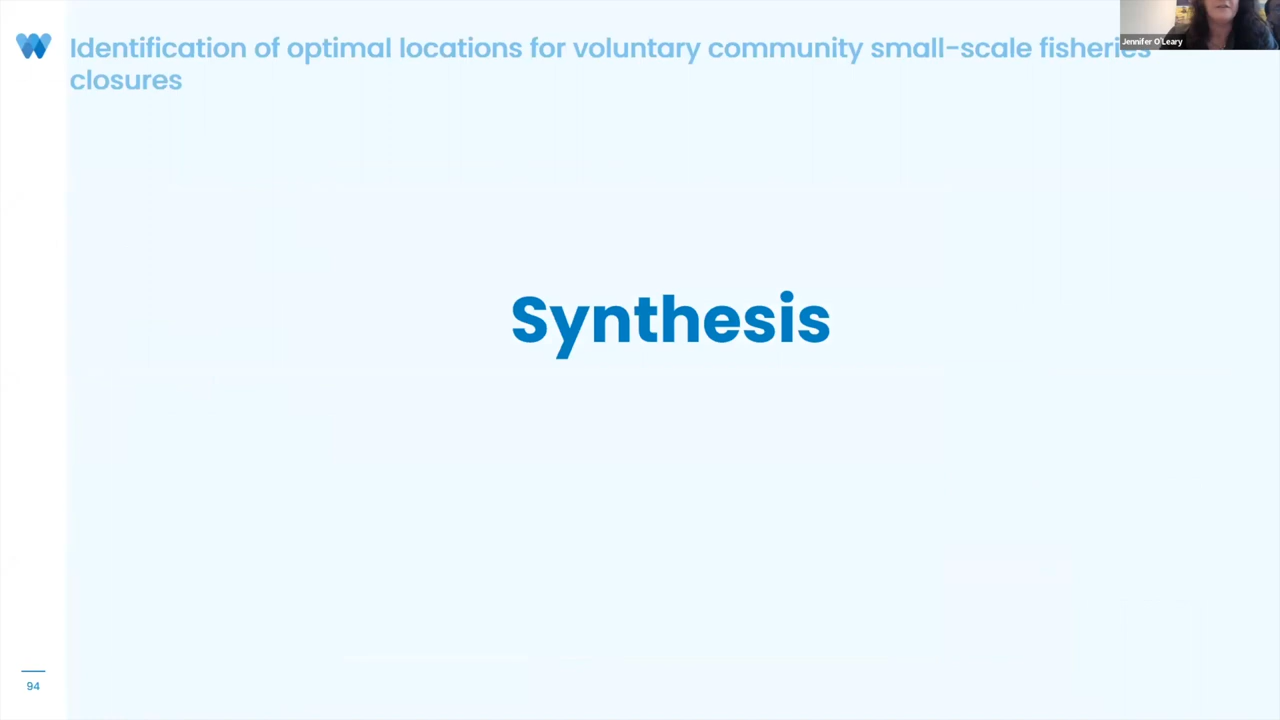 Identification of optimal locations for voluntary community small-scale fisheries
closures
Jennifer O'Leary
Synthesis
94